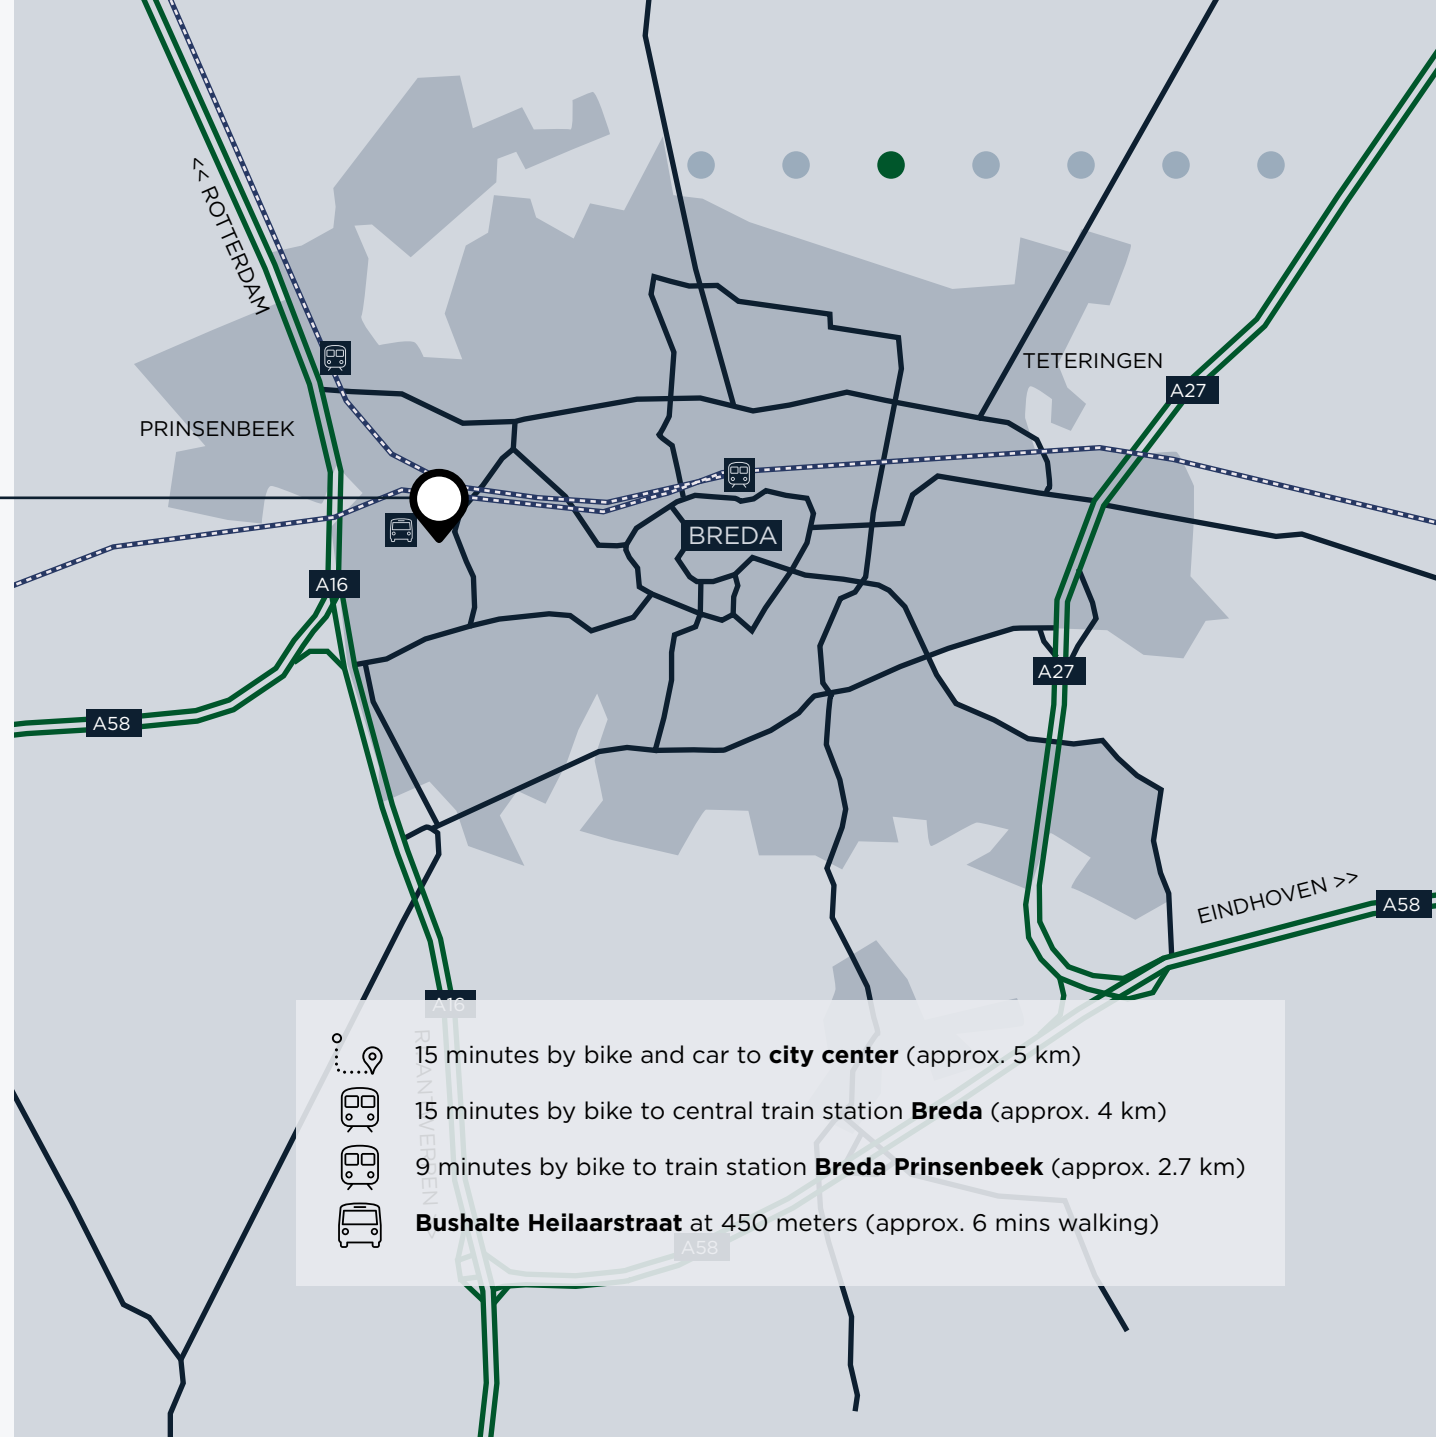 << ROTTERDAM
TETERINGEN
A27
PRINSENBEEK
BREDA
A16
A27
A58
EINDHOVEN >>
A58
A16
15 minutes by bike and car to city center (approx. 5 km)
15 minutes by bike to central train station Breda (approx. 4 km)
9 minutes by bike to train station Breda Prinsenbeek (approx. 2.7 km)
Bushalte Heilaarstraat at 450 meters (approx. 6 mins walking)
A58